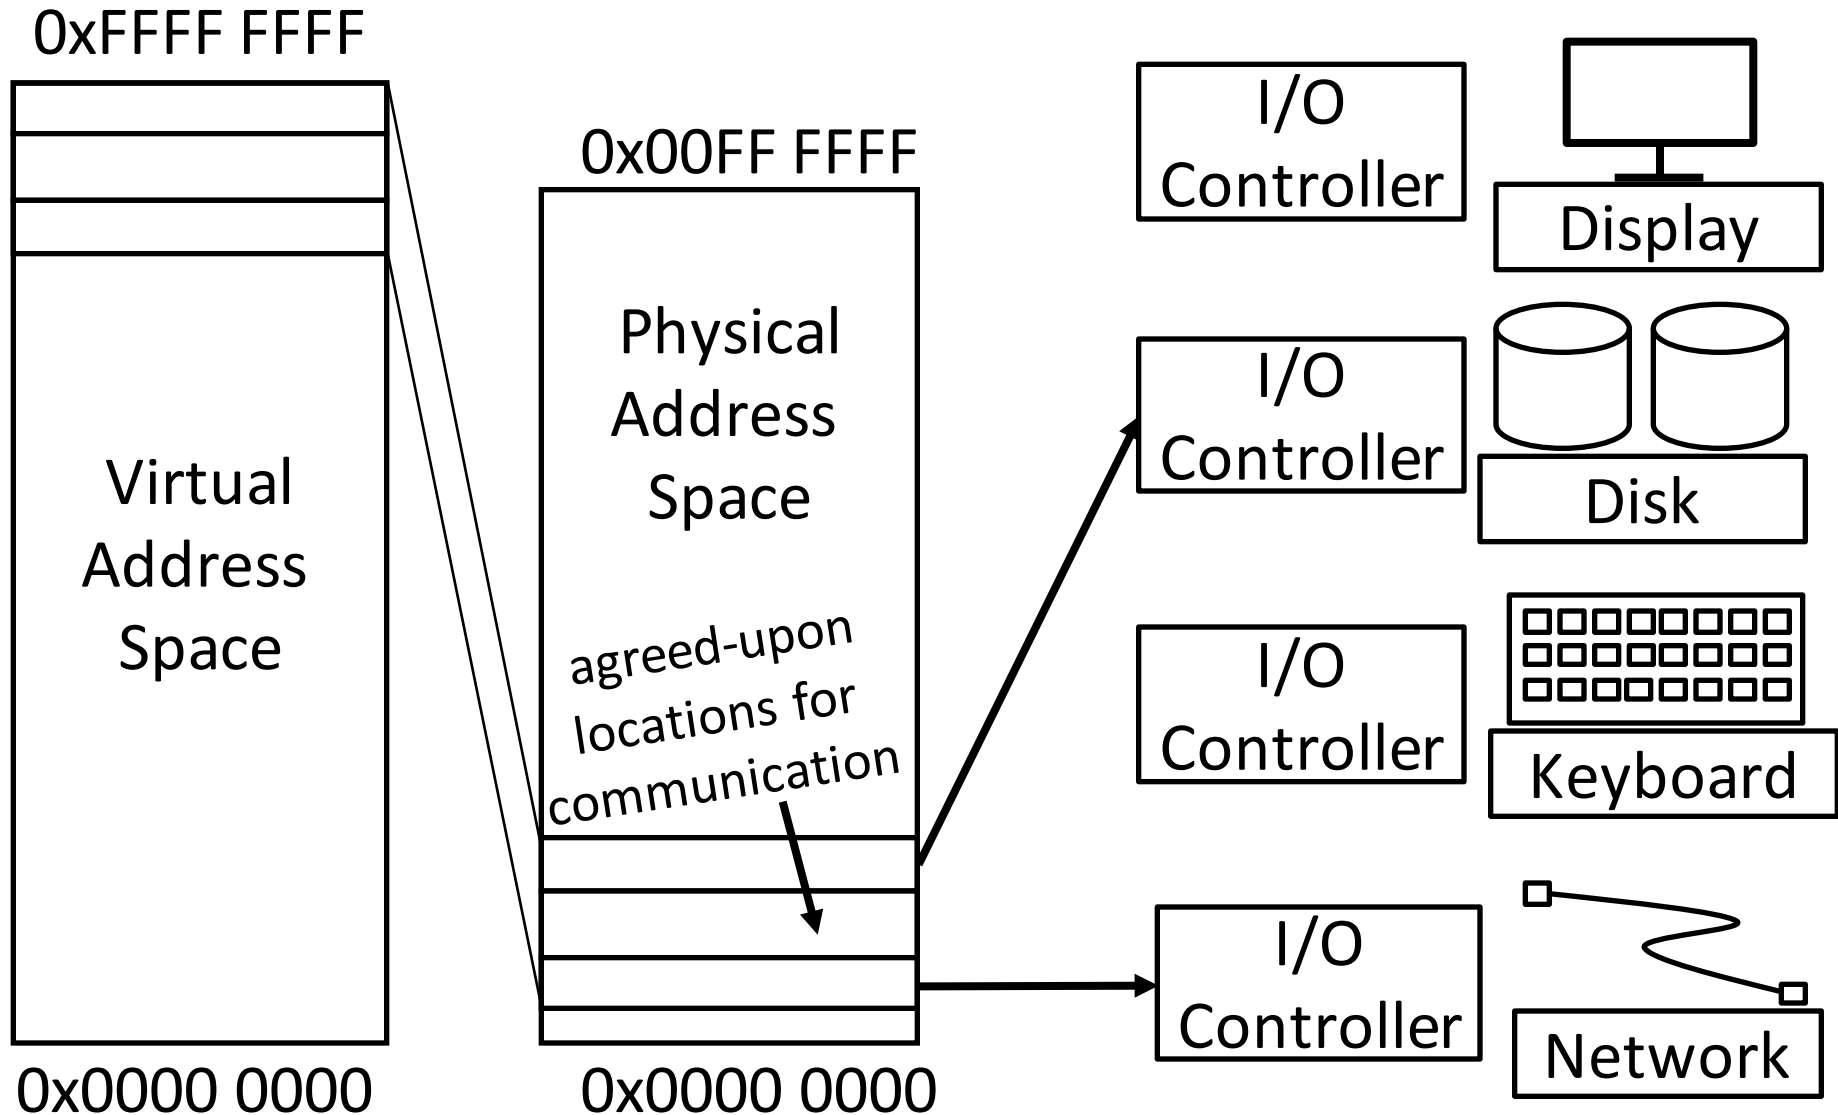 0xFFFF FFFF
Virtual
Address
Space
0x0000 0000
0x00FF FFFF
Physical
Address
Space
agreed-upon
locations for
communication
0x0000 0000
I/O
Controller
Display
I/O
Controller
Disk
I/O
Controller
Keyboard
I/O
Controller
Network